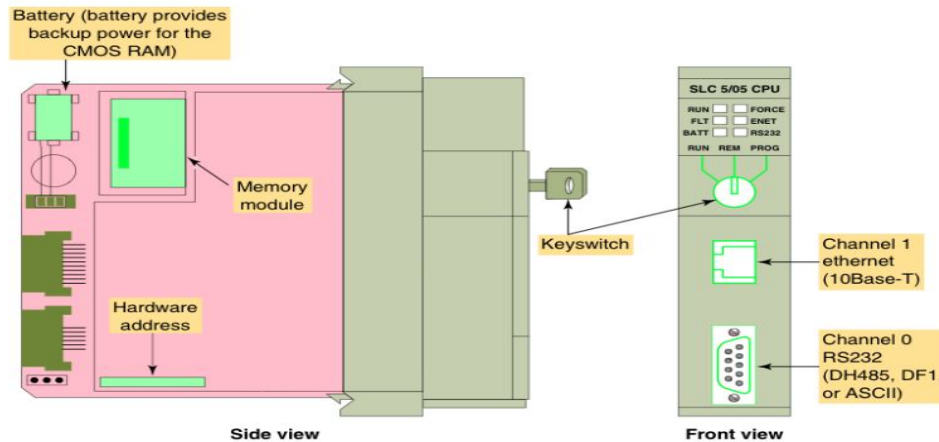 Battery (battery provides
backup power for the
CMOS RAM)
Memory
module
Hardware
address
Side view
Keyswitch
SLC 5/05 CPU
RUN FORCE
FLT ENET
BATT RS232
RUN REM PROG
Channel 1
ethernet
(10Base-T)
Channel 0
RS232
(DH485, DF1
or ASCII)
Front view